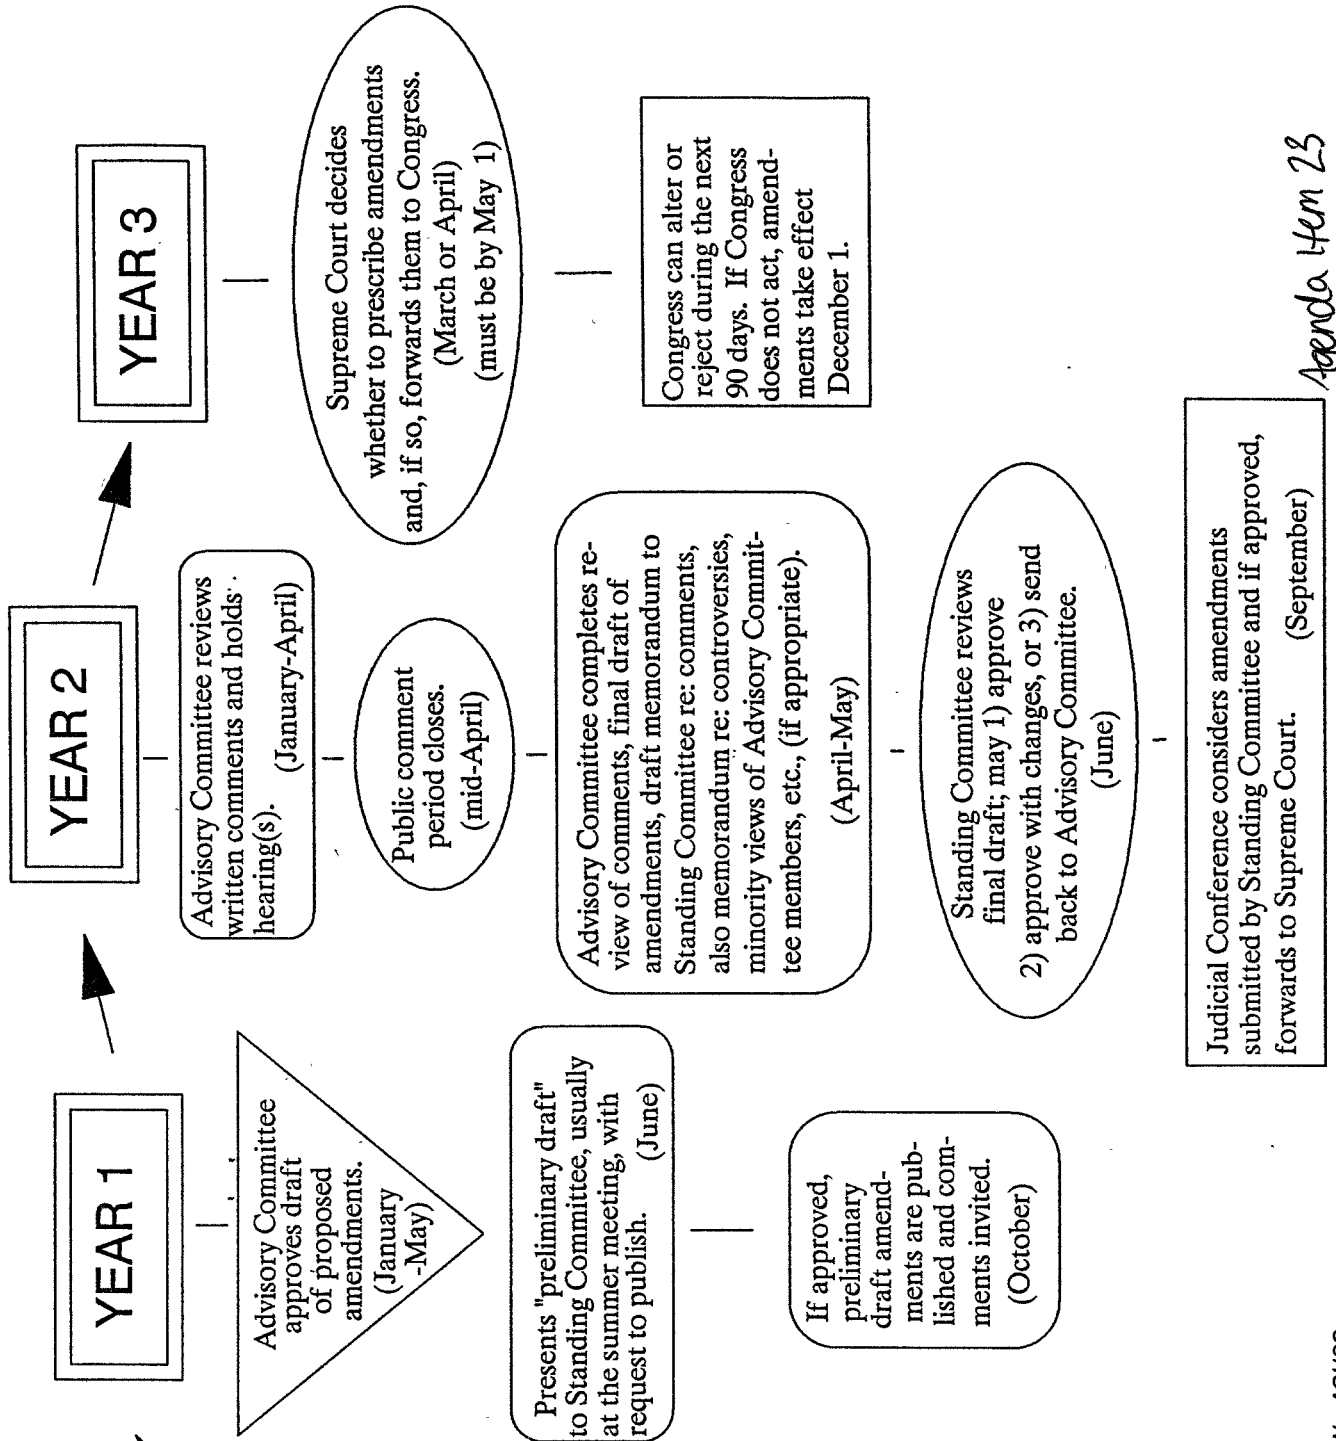 YEAR 1
Advisory Committee
approves draft
of proposed
amendments.
(January
-May)
Presents "preliminary draft"
to Standing Committee, usually
at the summer meeting, with
request to publish. (June)
If approved,
preliminary
draft amend-
ments are pub-
lished and com-
ments invited.
(October)
YEAR 2
Advisory Committee reviews
written comments and holds
hearing(s). (January-April)
Public comment
period closes.
(mid-April)
Advisory Committee completes re-
view of comments, final draft of
amendments, draft memorandum to
Standing Committee re: comments,
also memorandum re: controversies,
minority views of Advisory Commit-
tee members, etc., (if appropriate).
(April-May)
Standing Committee reviews
final draft; may 1) approve
2) approve with changes, or 3) send
back to Advisory Committee.
(June)
Judicial Conference considers amendments
submitted by Standing Committee and if approved,
forwards to Supreme Court. (September)
YEAR 3
Supreme Court decides
whether to prescribe amendments
and, if so, forwards them to Congress.
(March or April)
(must be by May 1)
Congress can alter or
reject during the next
90 days. If Congress
does not act, amend-
ments take effect
December 1.
Agenda Item 23